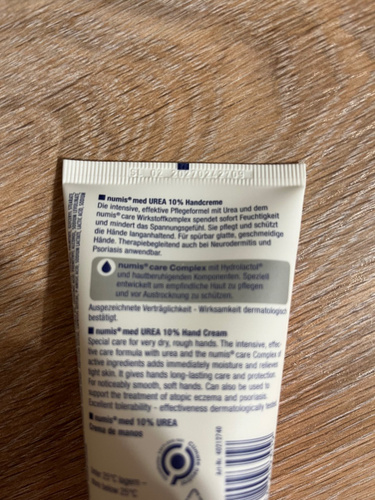 ■ numis® med UREA 10% Handcreme
Die intensive, effektive Pflegeformel mit Urea und dem
numis® care Wirkstoffkomplex spendet sofort Feuchtigkeit
und mindert das Spannungsgefühl. Sie pflegt und schützt
die Hände langanhaltend. Für spürbar glatte, geschmeidige
Hände. Therapiebegleitend auch bei Neurodermitis und
Psoriasis anwendbar.
numis® care Complex mit Hydrolactol®
und hautberuhigenden Komponenten. Speziell
entwickelt um empfindliche Haut zu pflegen
und vor Austrocknung zu schützen.
Ausgezeichnete Verträglichkeit - Wirksamkeit dermatologisch
bestätigt.
■ numis® med UREA 10% Hand Cream
Special care for very dry, rough hands. The intensive, effec-
tive care formula with urea and the numis® care Complex of
active ingredients adds immediately moisture and relieves
tight skin. It gives hands long-lasting care and protection.
For noticeably smooth, soft hands. Can also be used to
support the treatment of atopic eczema and psoriasis.
Excellent tolerability - effectiveness dermatologically tested.
■ numis® med 10% UREA
Crema de manos
25°C lagern –
below 25°C
Art.-Nr.